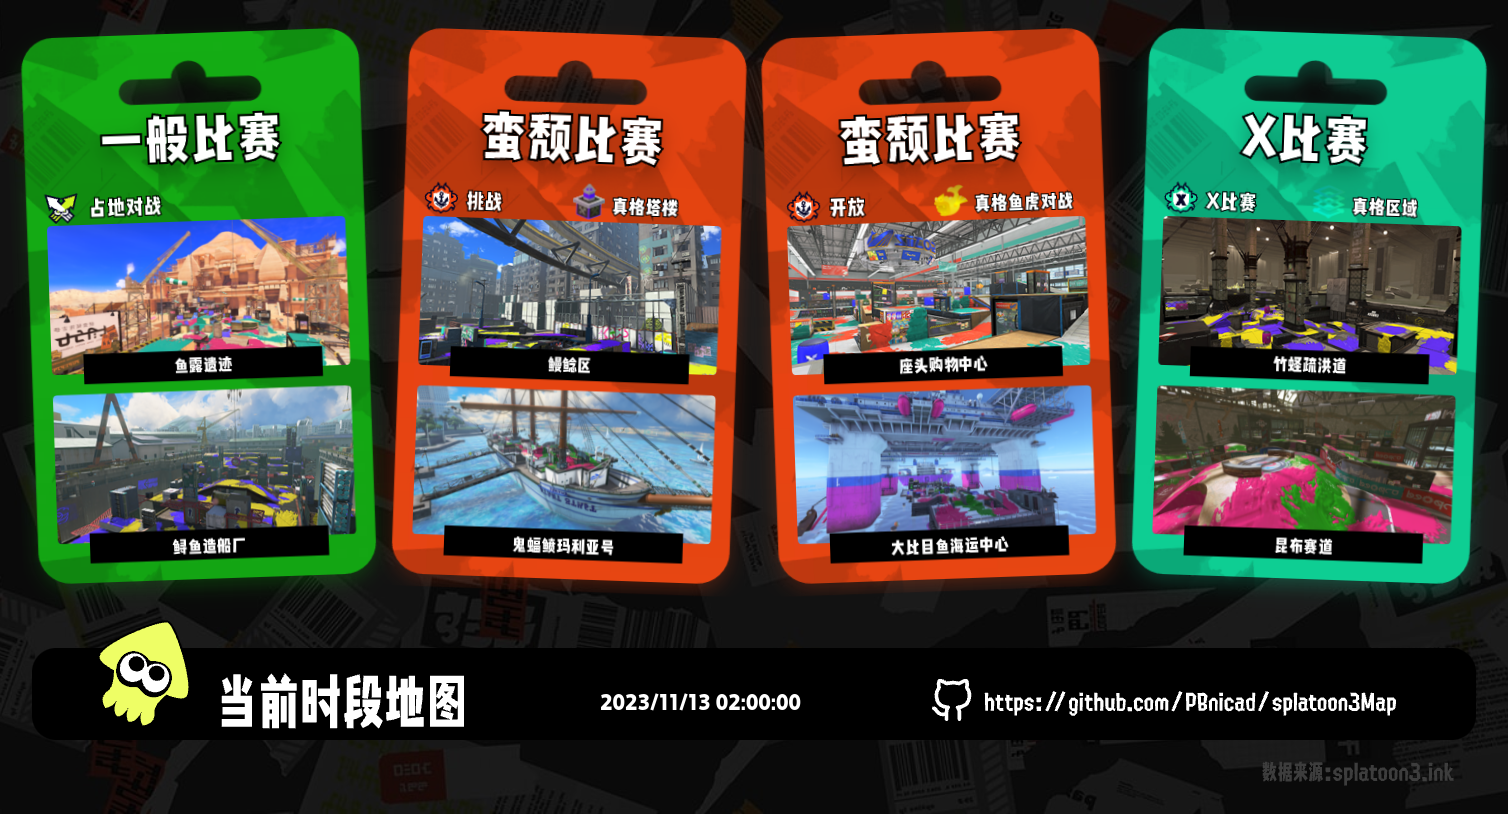 一般比赛
占地对战
鱼露遗迹
鲟鱼造船厂
蛮颓比赛
挑战
真格塔楼
鳗鲶区
鬼蝠鲼玛利亚号
蛮颓比赛
开放
真格鱼虎对战
座头购物中心
大比目鱼海运中心
X比赛
X比赛
真格区域
竹蛏疏洪道
昆布赛道
当前时段地图
2023/11/13 02:00:00
https://github.com/PBnicad/splatoon3Map
数据来源:splatoon3.ink